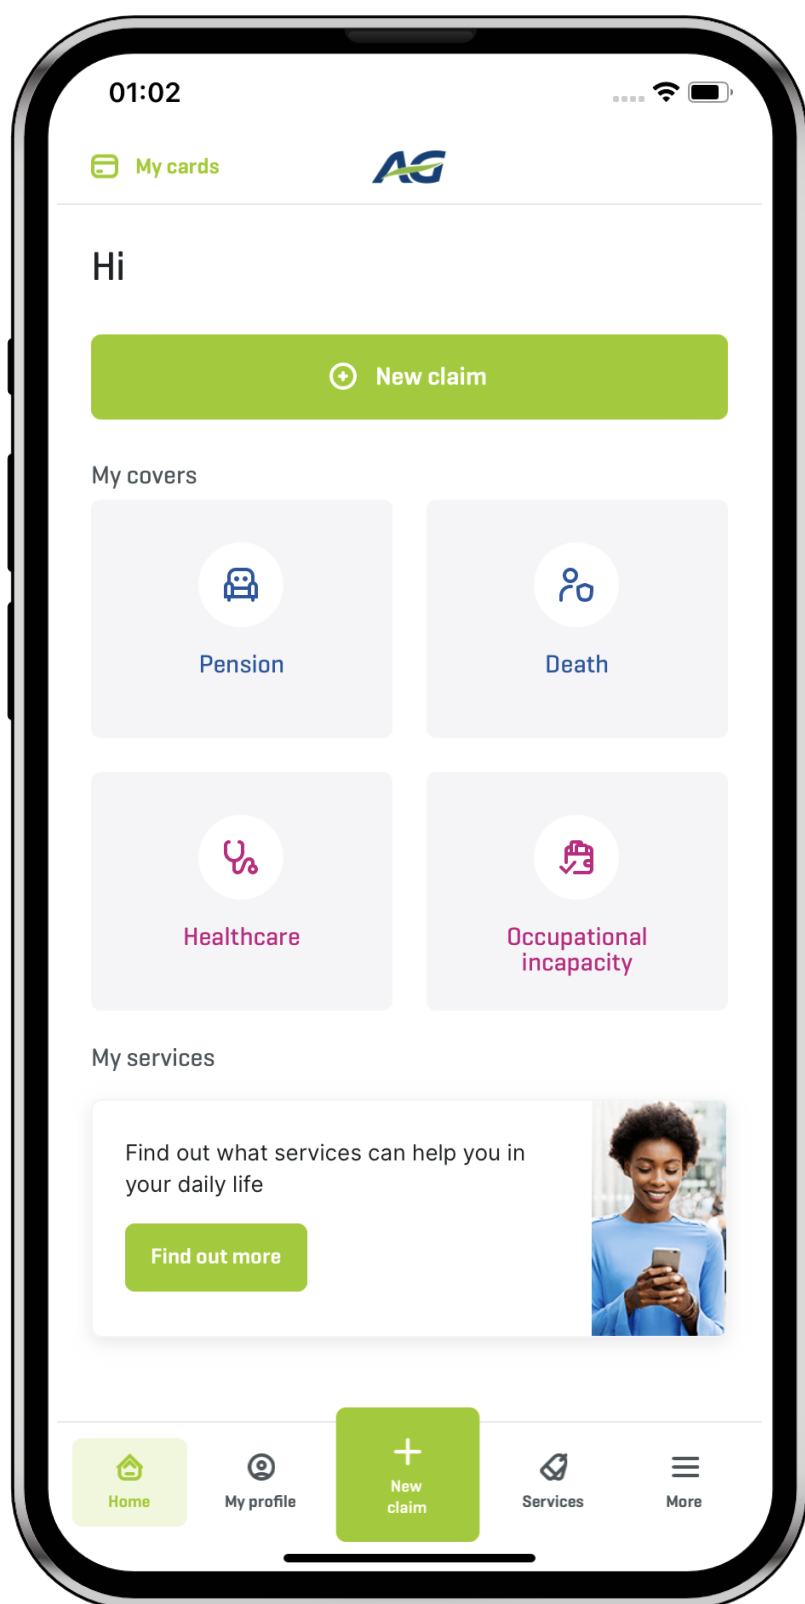 01:02
My cards
AG
Hi
New claim
My covers
Pension
Death
Healthcare
Occupational
incapacity
My services
Find out what services can help you in
your daily life
Find out more
Home
My profile
New
claim
Services
More